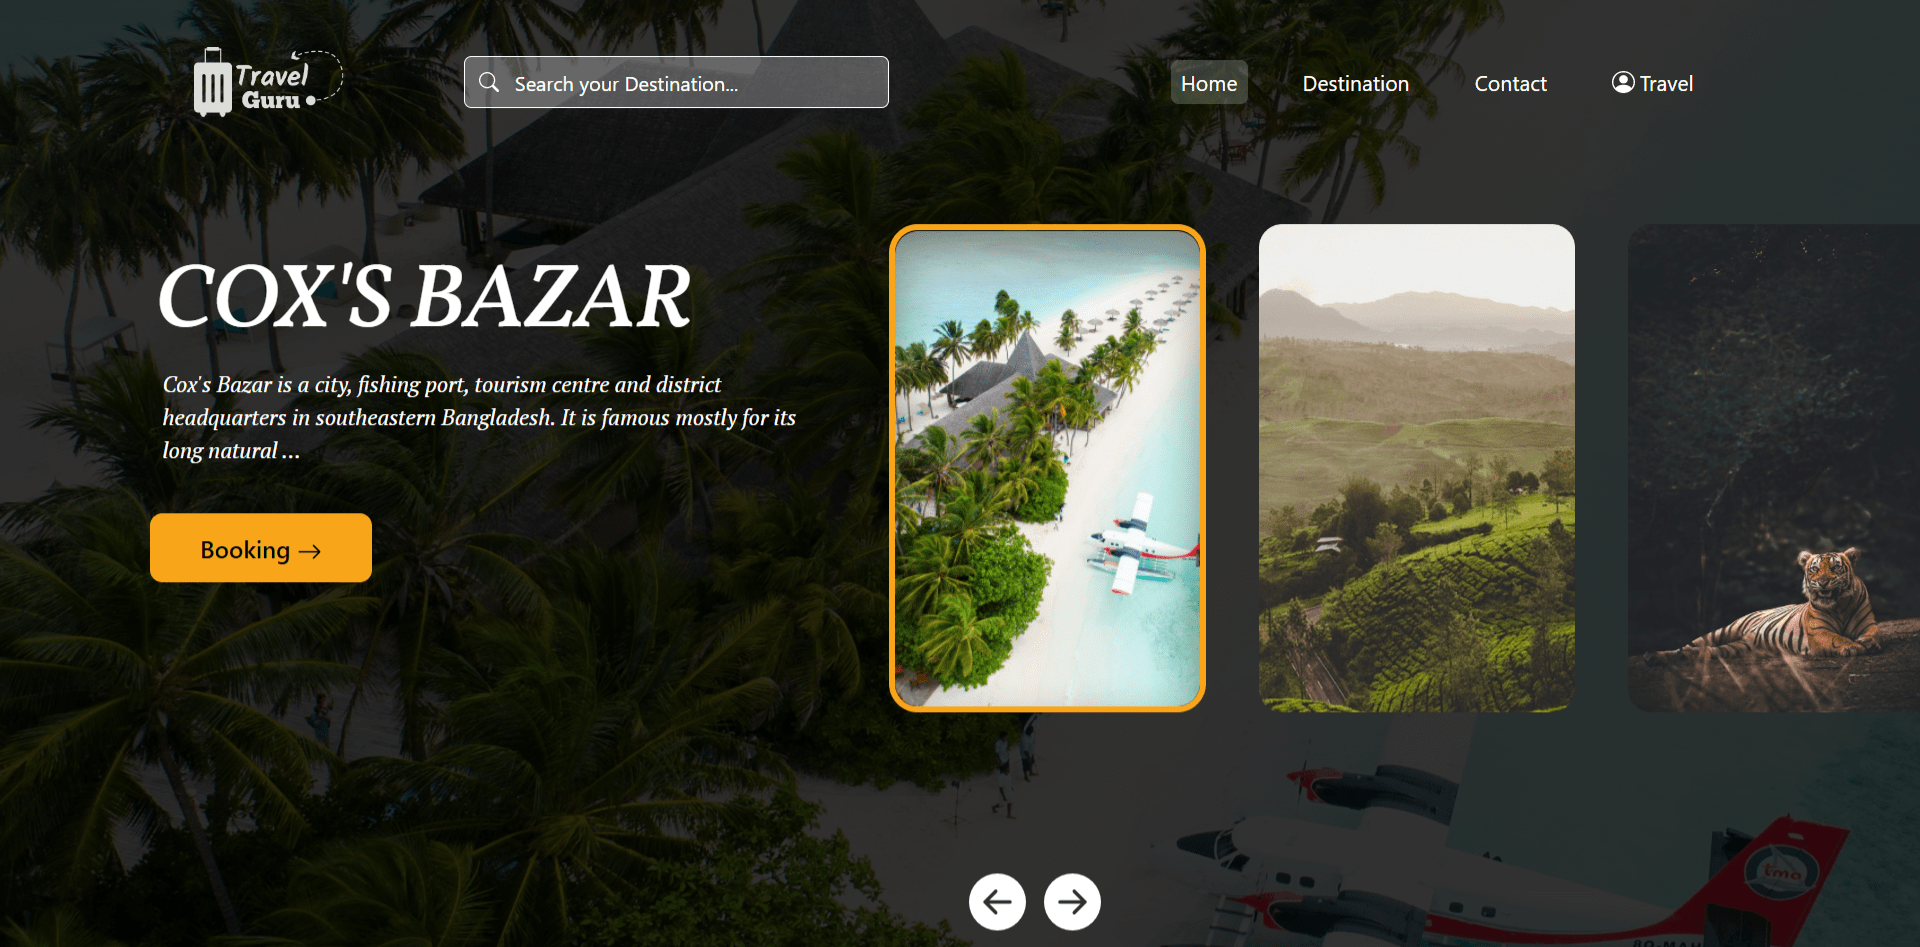 Travel
Guru
Search your Destination...
Home
Destination
Contact
Travel
COX'S BAZAR
Cox's Bazar is a city, fishing port, tourism centre and district
headquarters in southeastern Bangladesh. It is famous mostly for its
long natural ...
Booking →
tma